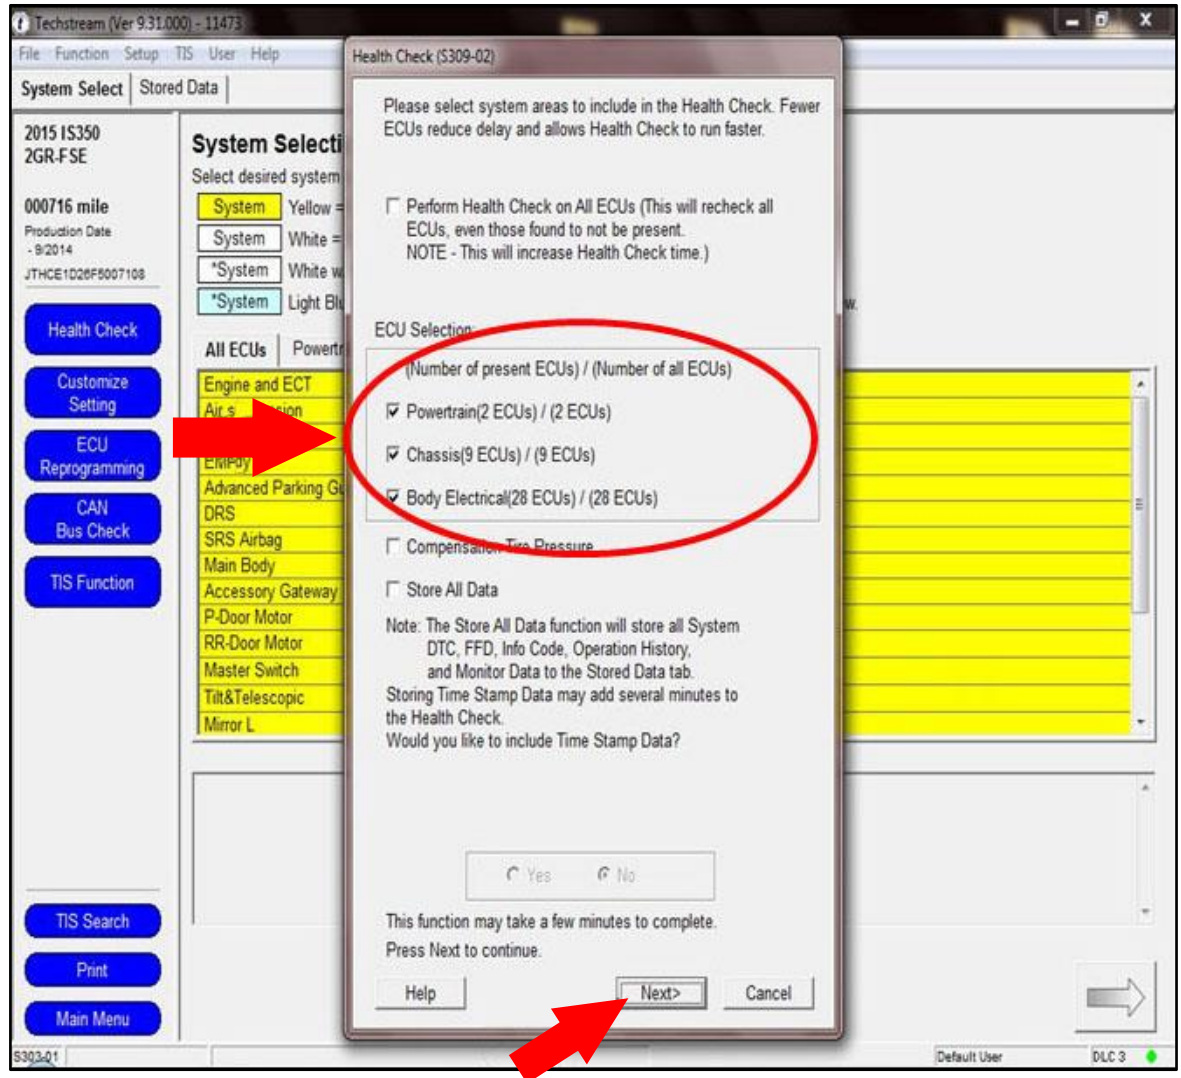 Techstream (Ver 9.31.000) - 11473
File Function Setup TIS User Help
System Select Stored Data
2015 IS350
2GR-FSE
000716 mile
Production Date
- 9/2014
JTHCE1D26F5007108
Health Check
Customize
Setting
ECU
Reprogramming
CAN
Bus Check
TIS Function
TIS Search
Print
Main Menu
System Selecti
Select desired system
System Yellow =
System White =
*System White w
*System Light Blu
w.
All ECUs Powertr
Engine and ECT
Air s sion
EMPdy
Advanced Parking Gu
DRS
SRS Airbag
Main Body
Accessory Gateway
P-Door Motor
RR-Door Motor
Master Switch
Tilt&Telescopic
Mirror L
Health Check (S309-02)
Please select system areas to include in the Health Check. Fewer
ECUs reduce delay and allows Health Check to run faster.
Perform Health Check on All ECUs (This will recheck all
ECUs, even those found to not be present.
NOTE - This will increase Health Check time.)
ECU Selection:
(Number of present ECUs) / (Number of all ECUs)
Powertrain(2 ECUs) / (2 ECUs)
Chassis(9 ECUs) / (9 ECUs)
Body Electrical(28 ECUs) / (28 ECUs)
Compensation Tire Pressure
Store All Data
Note: The Store All Data function will store all System
DTC, FFD, Info Code, Operation History,
and Monitor Data to the Stored Data tab.
Storing Time Stamp Data may add several minutes to
the Health Check.
Would you like to include Time Stamp Data?
Yes No
This function may take a few minutes to complete.
Press Next to continue.
Help Next> Cancel
S303-01 Default User DLC 3